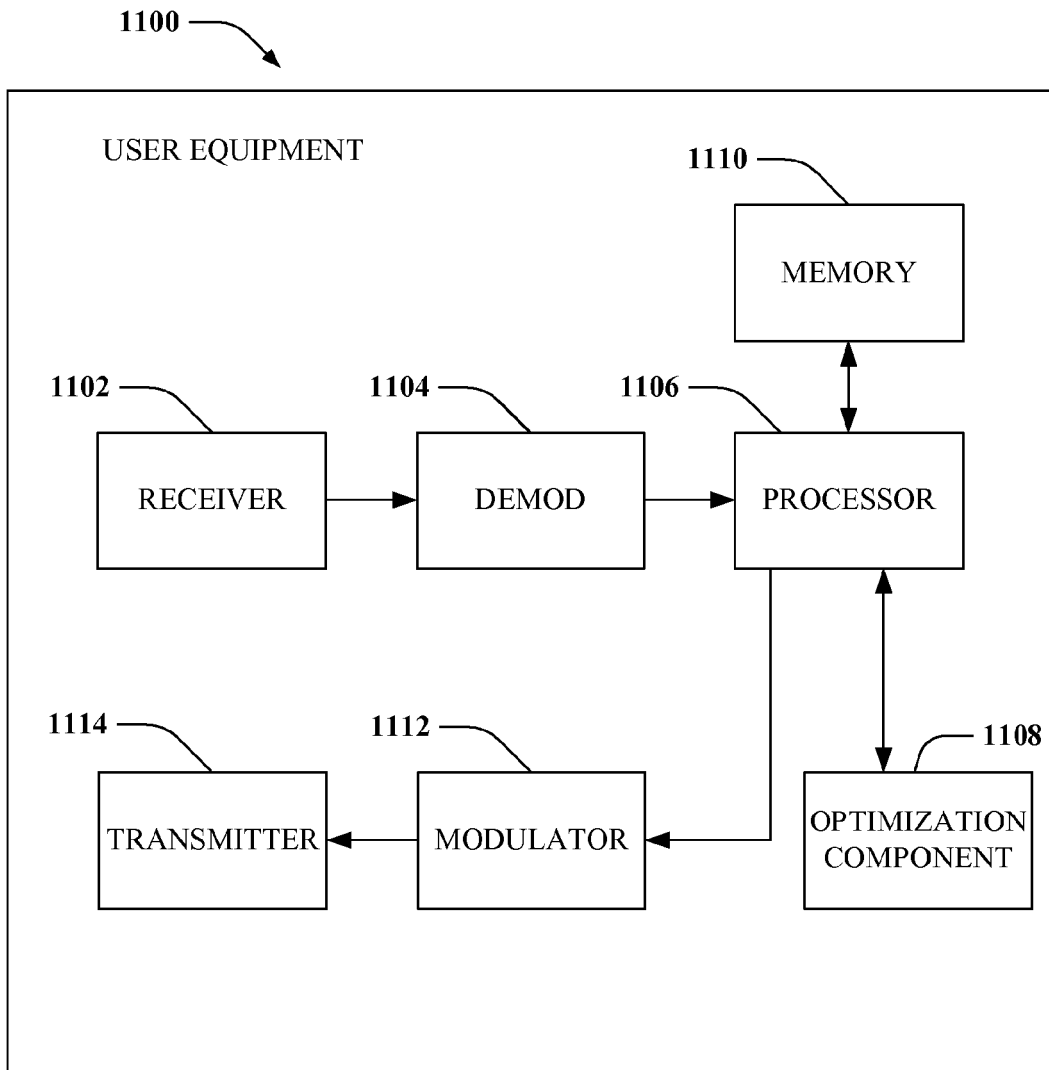 1100
USER EQUIPMENT
1110
MEMORY
1102
1104
1106
RECEIVER
DEMOD
PROCESSOR
1114
1112
1108
TRANSMITTER
MODULATOR
OPTIMIZATION
COMPONENT